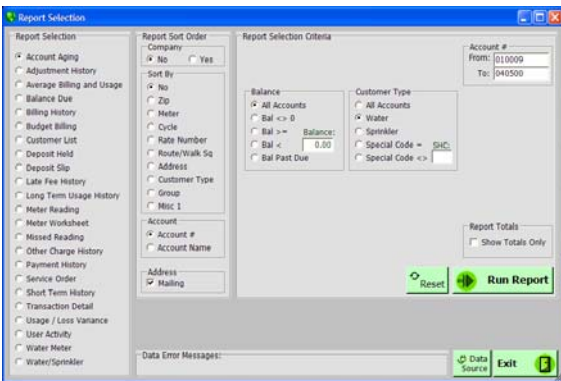 Report Selection
Report Selection
Account Aging
Adjustment History
Average Billing and Usage
Balance Due
Billing History
Budget Billing
Customer List
Deposit Held
Deposit Slip
Late Fee History
Long Term Usage History
Meter Reading
Meter Worksheet
Missed Reading
Other Charge History
Payment History
Service Order
Short Term History
Transaction Detail
Usage / Loss Variance
User Activity
Water Meter
Water/Sprinkler
Report Sort Order
Company
No Yes
Sort By
No
Zip
Meter
Cycle
Rate Number
Route/Walk Sq
Address
Customer Type
Group
Misc 1
Account
Account #
Account Name
Address
Mailing
Report Selection Criteria
Account #
From: 010009
To: 040500
Balance
All Accounts
Bal <> 0
Bal >= Balance:
Bal < 0.00
Bal Past Due
Customer Type
All Accounts
Water
Sprinkler
Special Code = SHC:
Special Code <>
Report Totals
Show Totals Only
Reset
Run Report
Data Error Messages:
Data Source
Exit